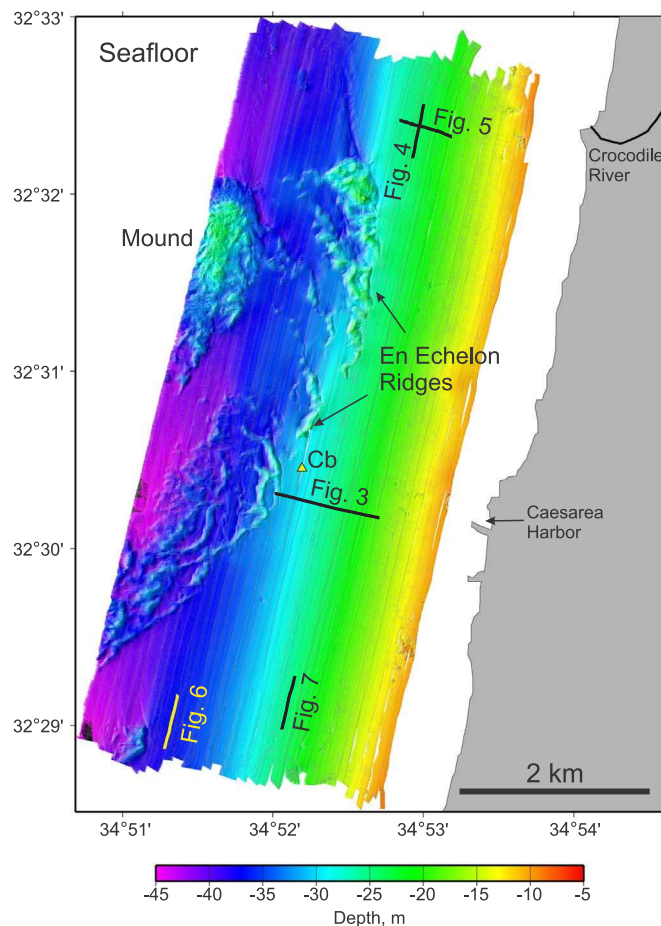 32°33'
Seafloor
Fig. 5
Fig. 4
Crocodile
River
32°32'
Mound
En Echelon
Ridges
32°31'
Cb
Fig. 3
Caesarea
Harbor
32°30'
Fig. 6
Fig. 7
32°29'
2 km
34°51' 34°52' 34°53' 34°54'
-45 -40 -35 -30 -25 -20 -15 -10 -5
Depth, m